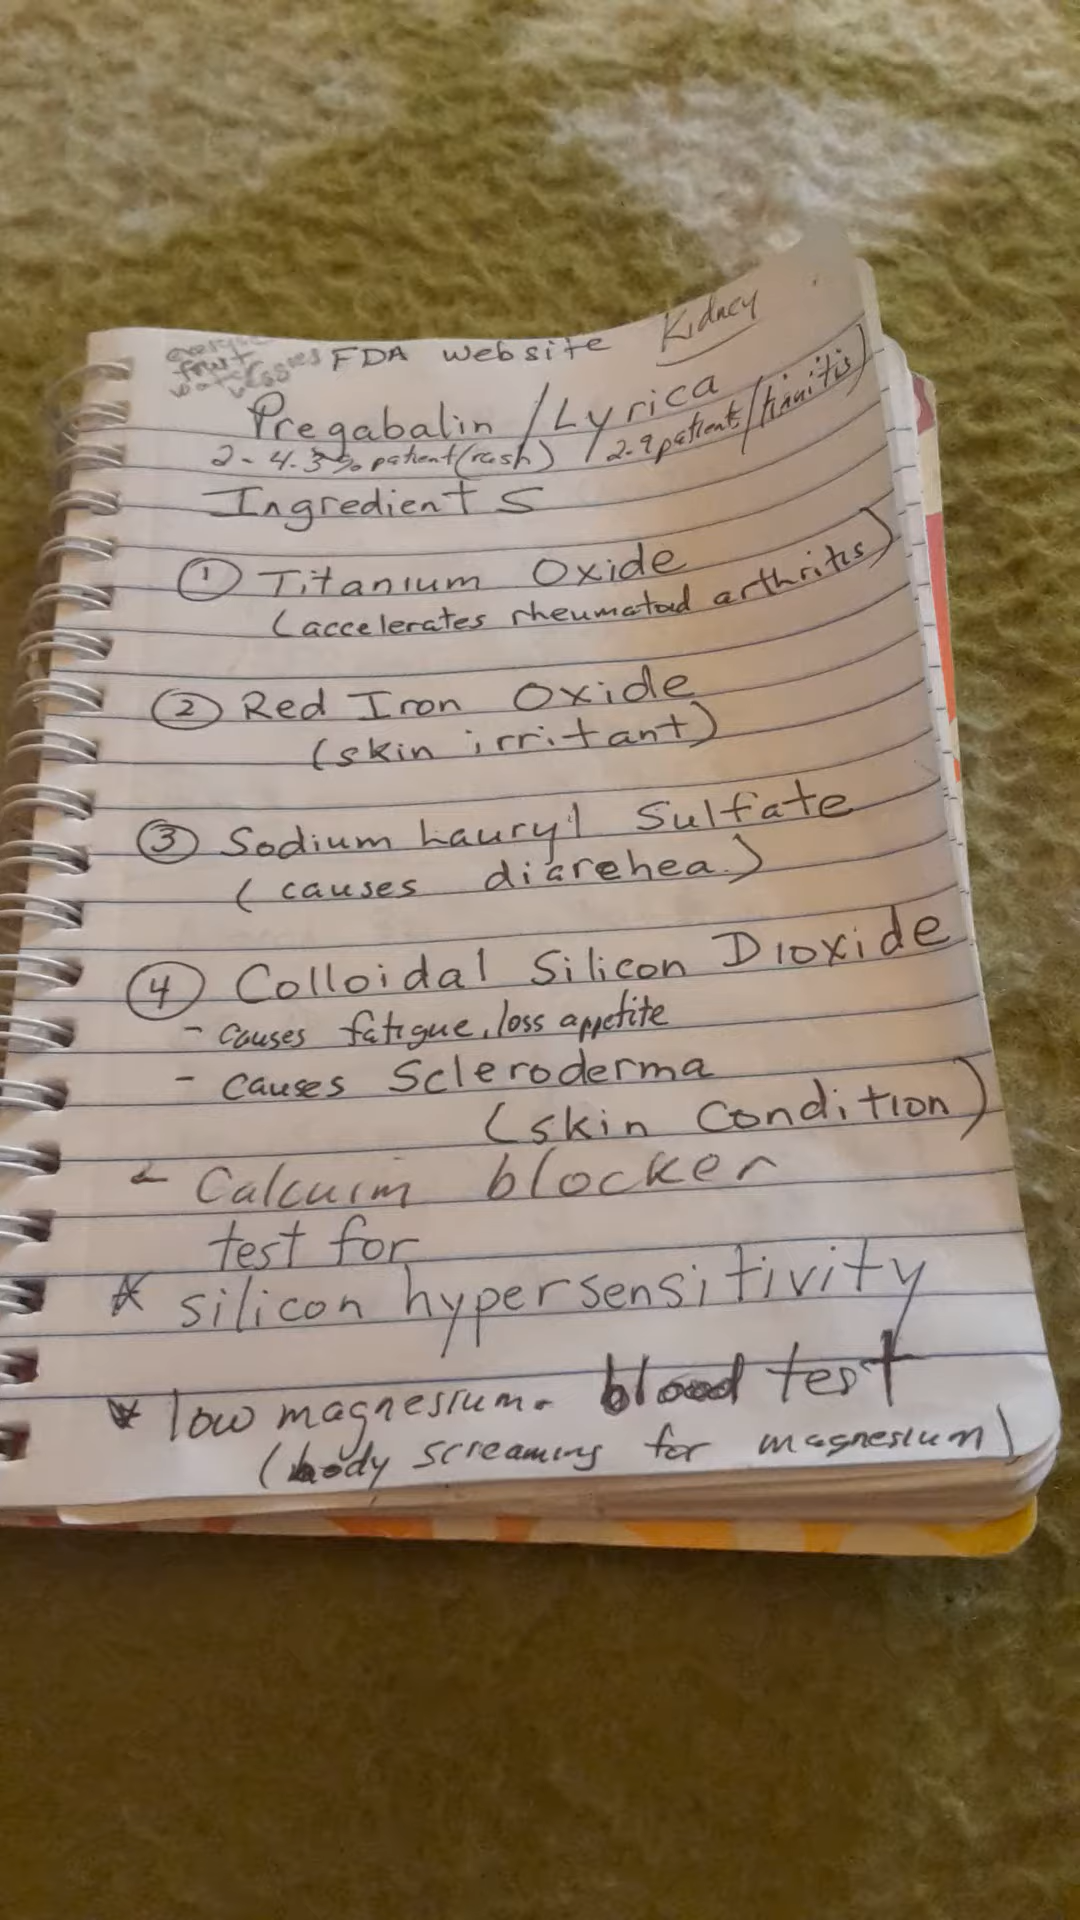 FDA website Kidney
Pregabalin / Lyrica
2 - 4.3% patient (rash) / 2.9 patient / tinnitis)
Ingredients
① Titanium Oxide
(accelerates rheumatoid arthritis)
② Red Iron Oxide
(skin irritant)
③ Sodium Lauryl Sulfate
( causes diarehea.)
④ Colloidal Silicon Dioxide
- causes fatigue, loss appetite
- causes Scleroderma
(skin condition)
- Calcuim blocker
test for
* silicon hypersensitivity
* low magnesium. blood test
(body screaming for magnesium)